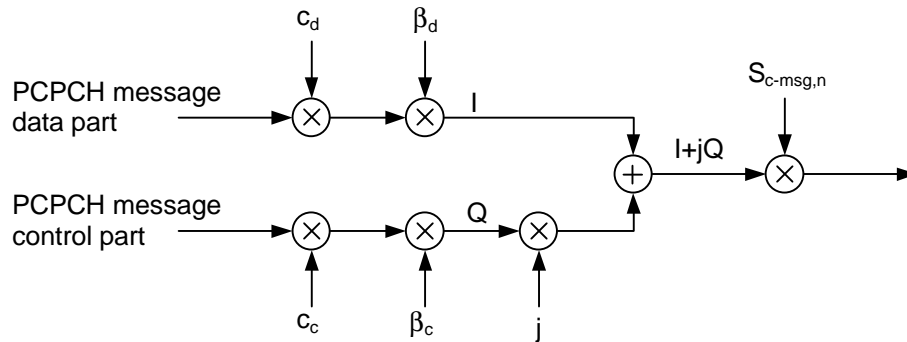 c_d
β_d
S_c-msg,n
PCPCH message
data part
I
I+jQ
PCPCH message
control part
Q
c_c
β_c
j